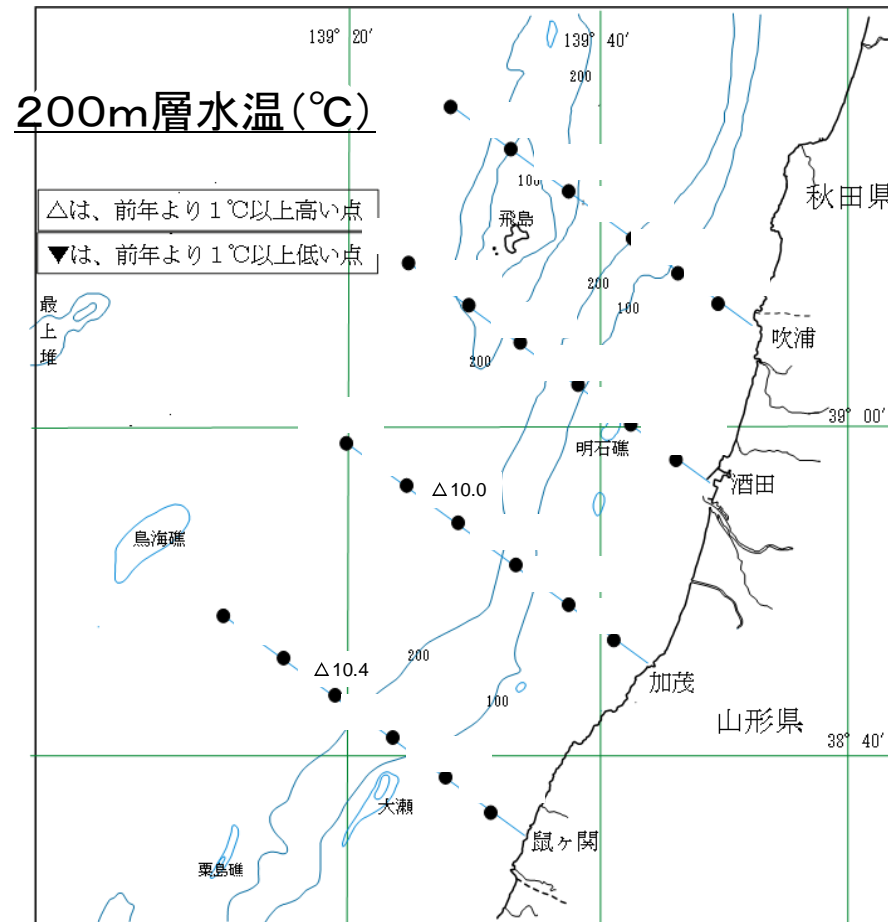 139° 20′
139° 40′
200
200m層水温(℃)
100
△は、前年より1℃以上高い点
▼は、前年より1℃以上低い点
秋田県
飛島
200
100
最上堆
吹浦
200
39° 00′
明石礁
酒田
△10.0
鳥海礁
200
△10.4
100
加茂
山形県
38° 40′
大瀬
鼠ヶ関
粟島礁